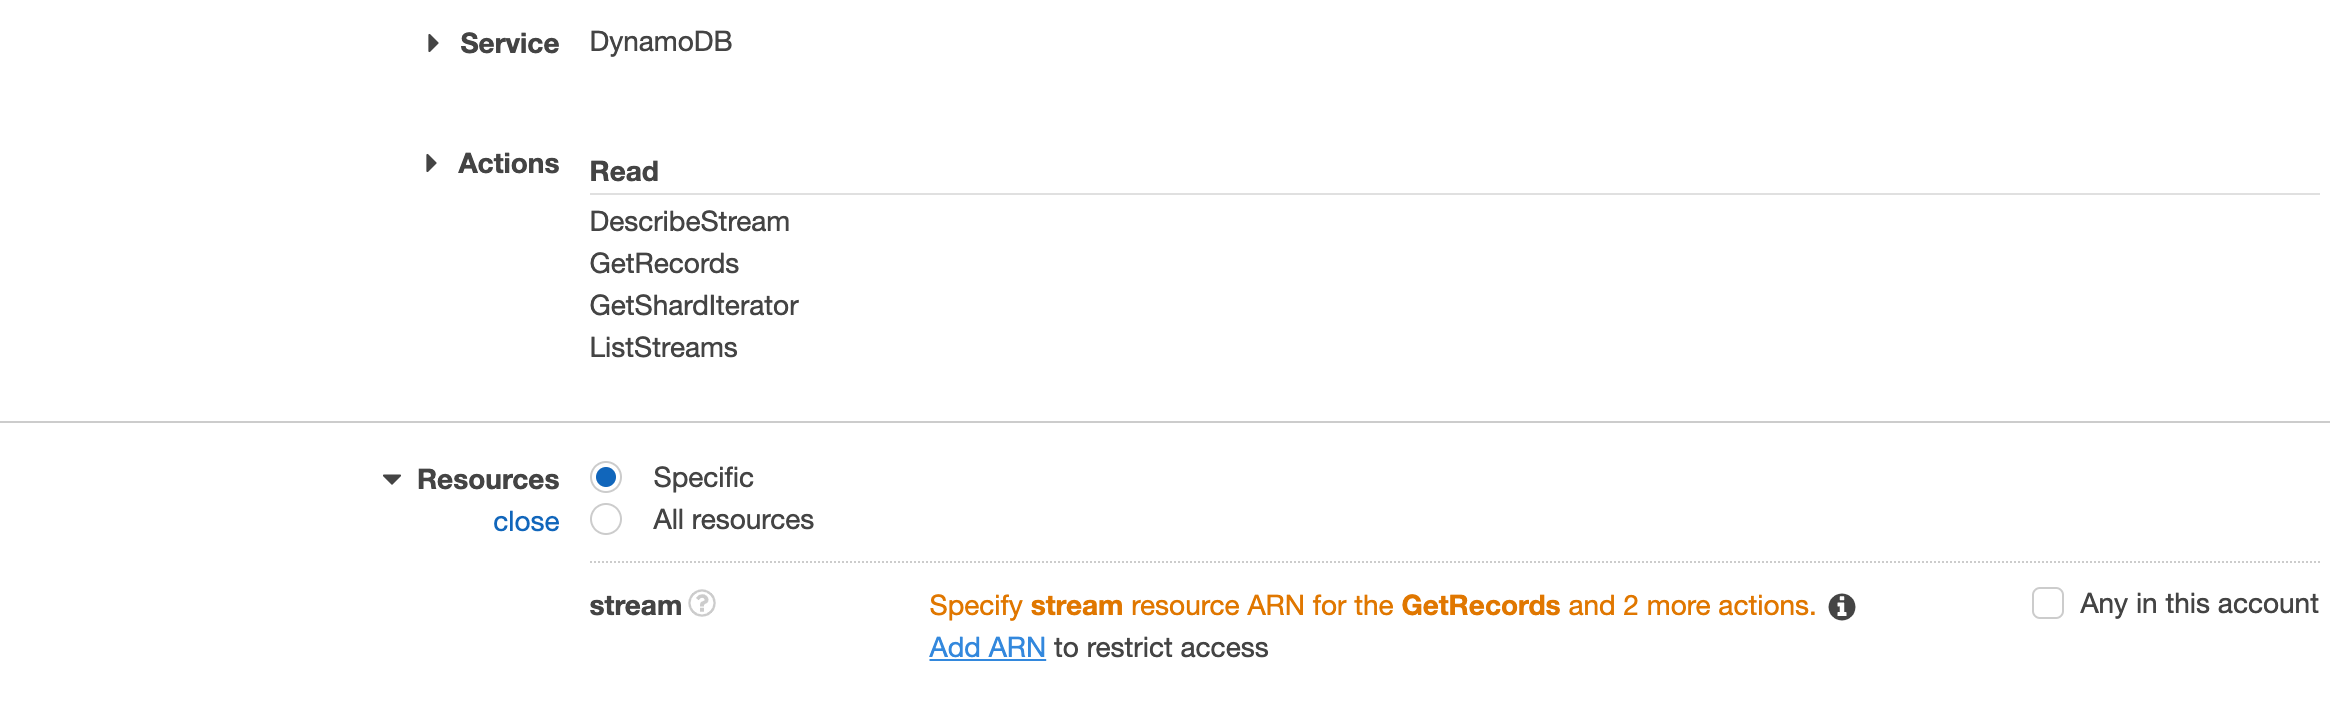 Service DynamoDB
Actions Read
DescribeStream
GetRecords
GetShardIterator
ListStreams
Resources Specific
close All resources
stream ? Specify stream resource ARN for the GetRecords and 2 more actions. i Any in this account
Add ARN to restrict access